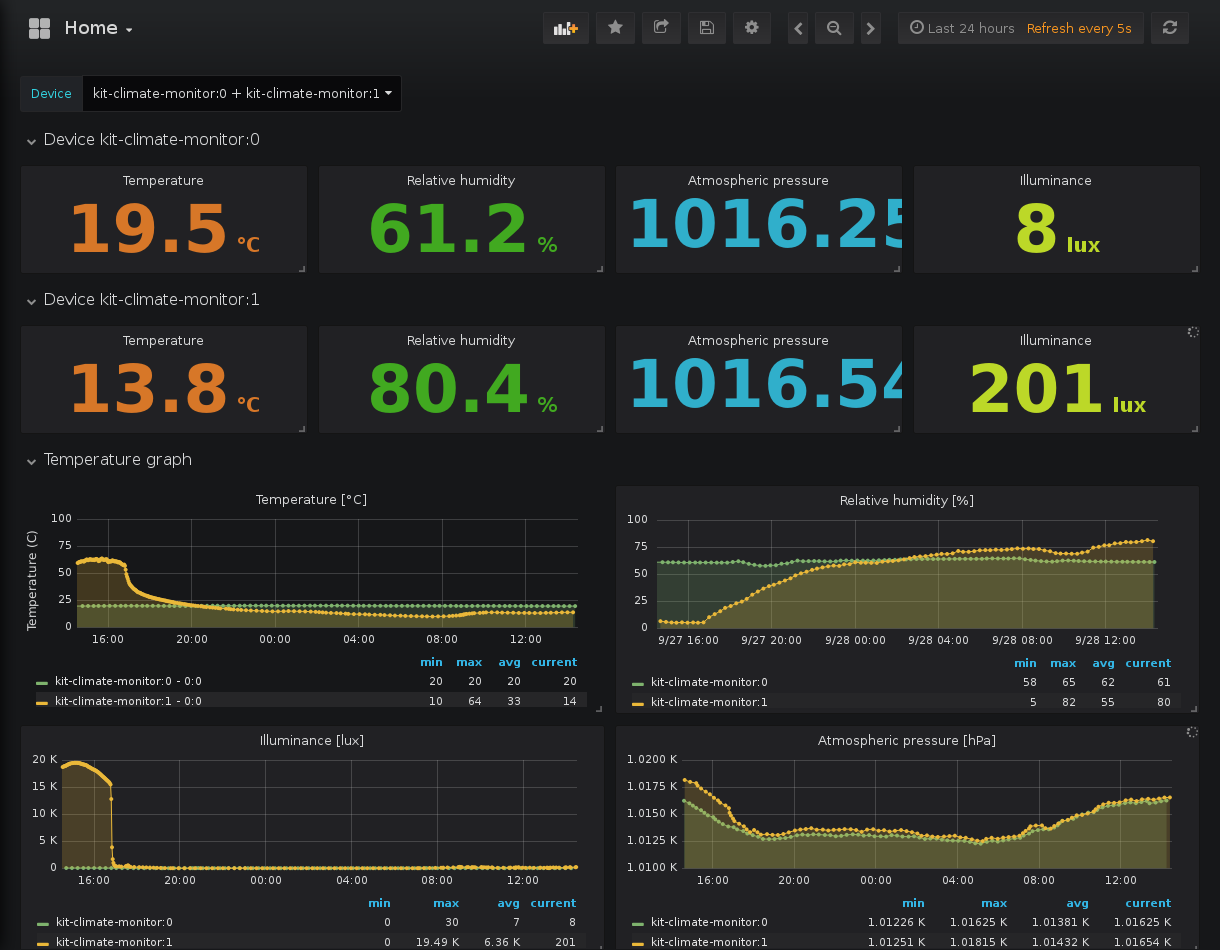 Home
Last 24 hours Refresh every 5s
Device kit-climate-monitor:0 + kit-climate-monitor:1
Device kit-climate-monitor:0
Temperature Relative humidity Atmospheric pressure Illuminance
19.5 °C 61.2 % 1016.25 8 lux
Device kit-climate-monitor:1
Temperature Relative humidity Atmospheric pressure Illuminance
13.8 °C 80.4 % 1016.54 201 lux
Temperature graph
Temperature [°C]
Temperature (C)
100
75
50
25
0
16:00 20:00 00:00 04:00 08:00 12:00
min max avg current
kit-climate-monitor:0 - 0:0 20 20 20 20
kit-climate-monitor:1 - 0:0 10 64 33 14
Relative humidity [%]
100
75
50
25
0
9/27 16:00 9/27 20:00 9/28 00:00 9/28 04:00 9/28 08:00 9/28 12:00
min max avg current
kit-climate-monitor:0 58 65 62 61
kit-climate-monitor:1 5 82 55 80
Illuminance [lux]
20 K
15 K
10 K
5 K
0
16:00 20:00 00:00 04:00 08:00 12:00
min max avg current
kit-climate-monitor:0 0 30 7 8
kit-climate-monitor:1 0 19.49 K 6.36 K 201
Atmospheric pressure [hPa]
1.0200 K
1.0175 K
1.0150 K
1.0125 K
1.0100 K
16:00 20:00 00:00 04:00 08:00 12:00
min max avg current
kit-climate-monitor:0 1.01226 K 1.01625 K 1.01381 K 1.01625 K
kit-climate-monitor:1 1.01251 K 1.01815 K 1.01432 K 1.01654 K